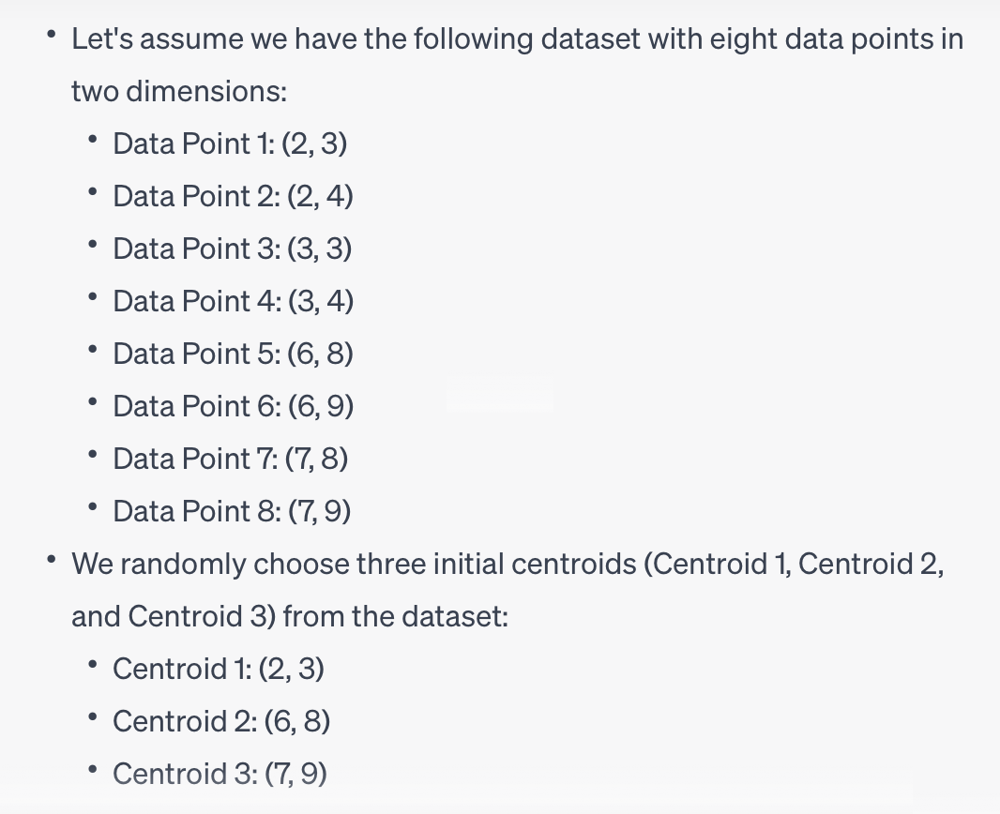 • Let's assume we have the following dataset with eight data points in
two dimensions:
• Data Point 1: (2, 3)
• Data Point 2: (2, 4)
• Data Point 3: (3, 3)
• Data Point 4: (3, 4)
• Data Point 5: (6, 8)
• Data Point 6: (6, 9)
• Data Point 7: (7, 8)
• Data Point 8: (7, 9)
• We randomly choose three initial centroids (Centroid 1, Centroid 2,
and Centroid 3) from the dataset:
• Centroid 1: (2, 3)
• Centroid 2: (6, 8)
• Centroid 3: (7, 9)